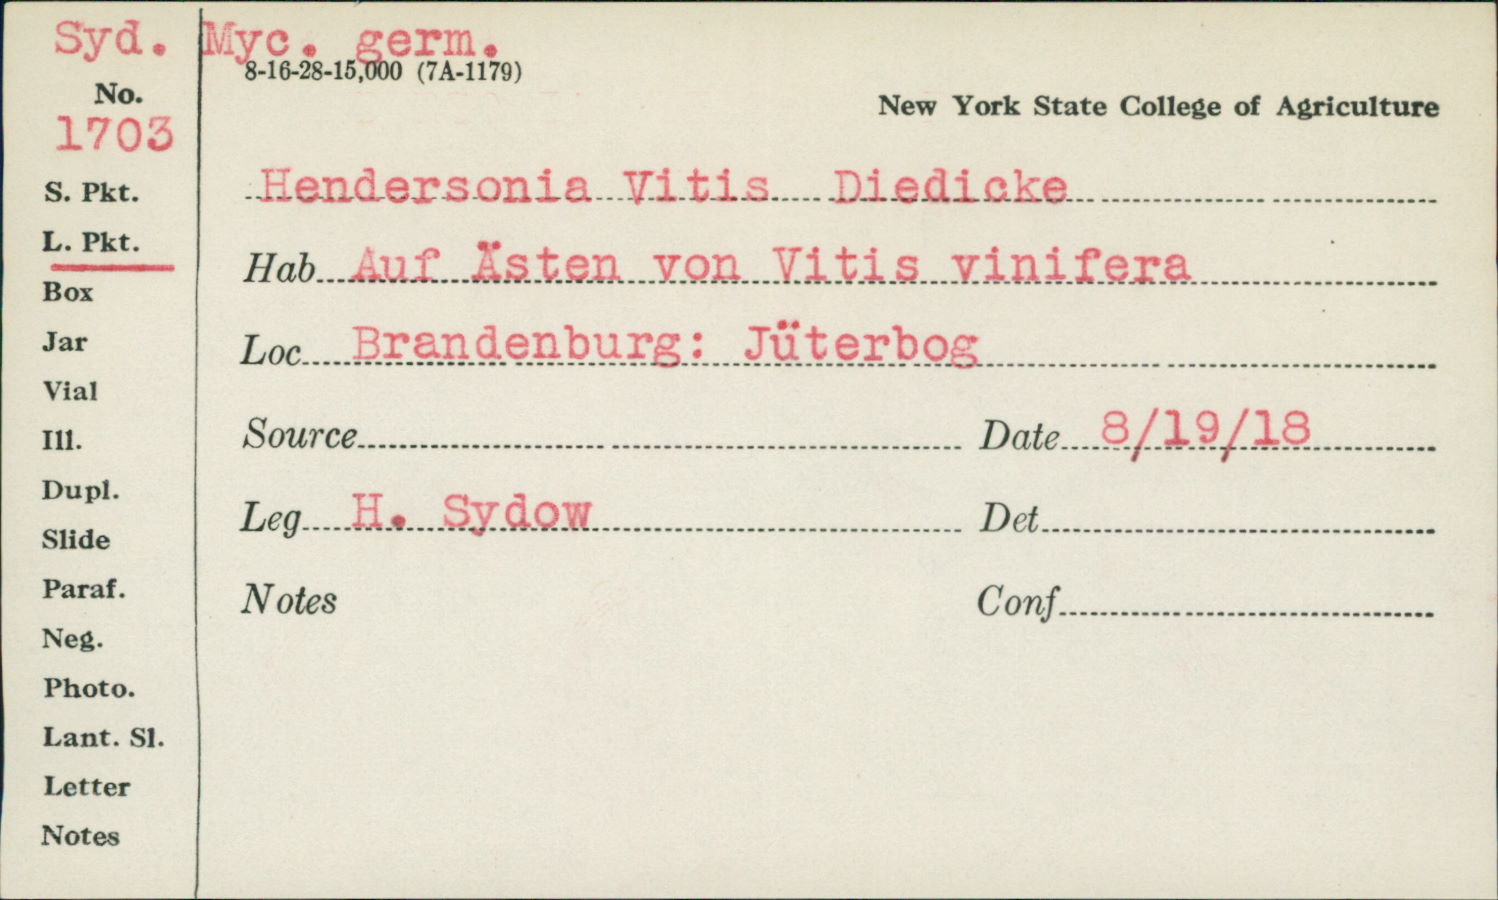 Syd. Myc. germ.
8-16-28-15,000 (7A-1179)
No.
1703
New York State College of Agriculture
S. Pkt.
L. Pkt.
Box
Jar
Vial
Ill.
Dupl.
Slide
Paraf.
Neg.
Photo.
Lant. Sl.
Letter
Notes
Hendersonia Vitis Diedicke
Hab Auf Ästen von Vitis vinifera
Loc Brandenburg: Jüterbog
Source Date 8/19/18
Leg H. Sydow Det
Notes Conf